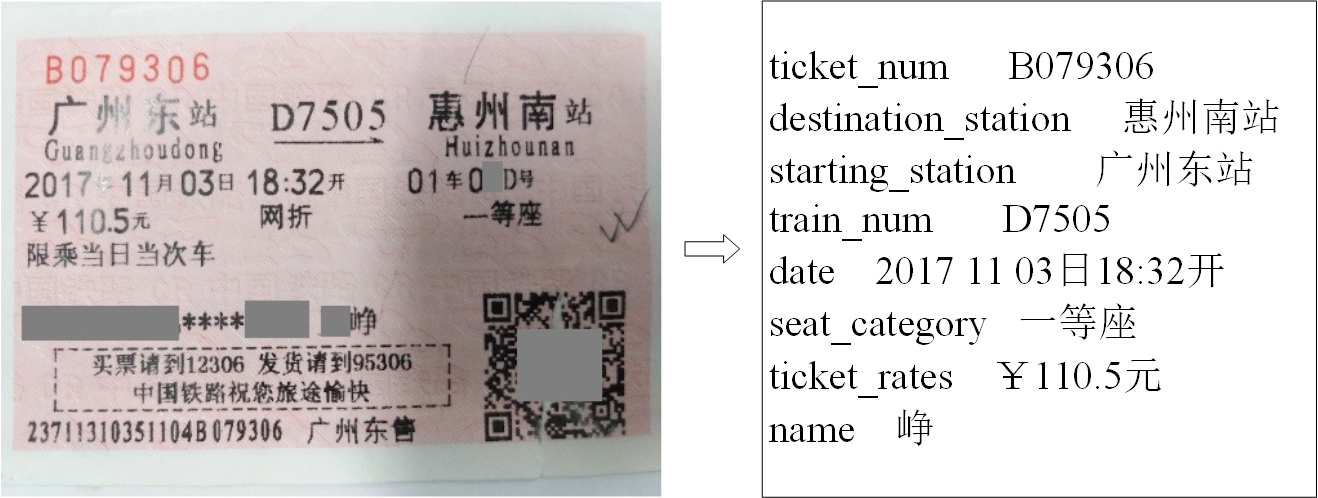 B079306
广州东站 D7505 惠州南站
Guangzhoudong Huizhounan
2017年11月03日 18:32开 01车0 0号
￥110.5元 网折 一等座
限乘当日当次车
**** 峥
买票请到12306 发货请到95306
中国铁路祝您旅途愉快
23711310351104B079306 广州东售
ticket_num B079306
destination_station 惠州南站
starting_station 广州东站
train_num D7505
date 2017 11 03日18:32开
seat_category 一等座
ticket_rates ￥110.5元
name 峥